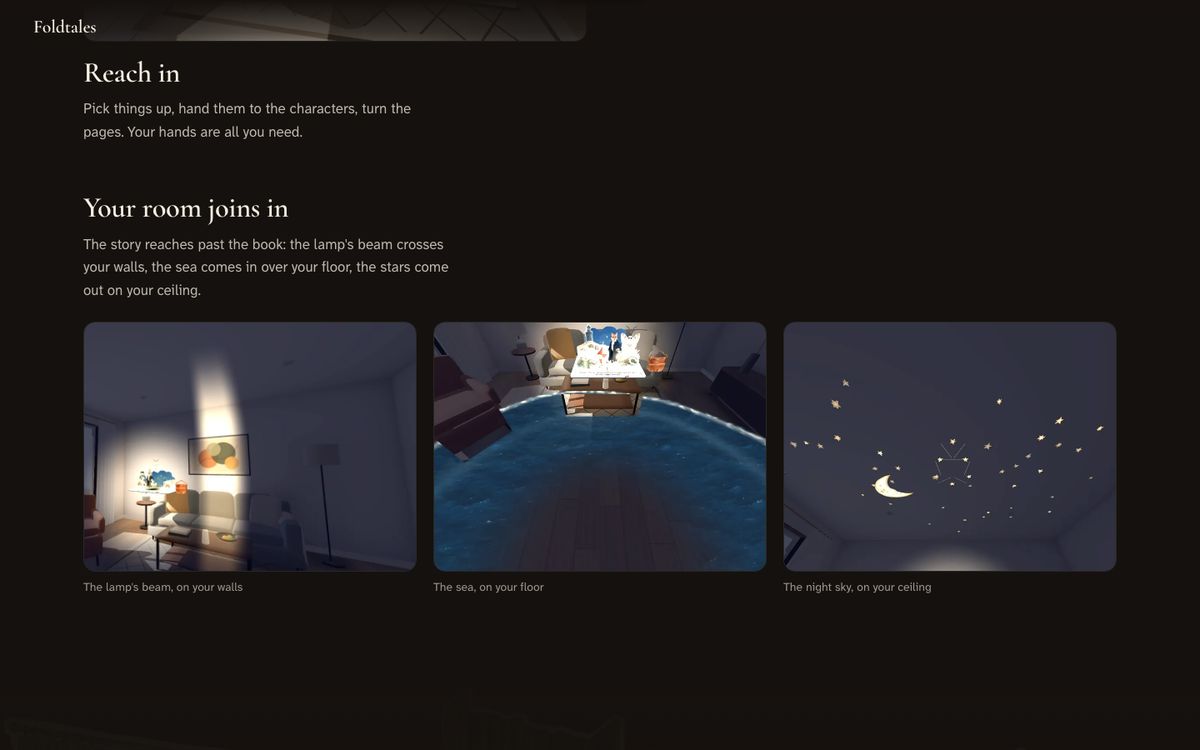 Foldtales
Reach in
Pick things up, hand them to the characters, turn the
pages. Your hands are all you need.
Your room joins in
The story reaches past the book: the lamp's beam crosses
your walls, the sea comes in over your floor, the stars come
out on your ceiling.
The lamp's beam, on your walls
The sea, on your floor
The night sky, on your ceiling